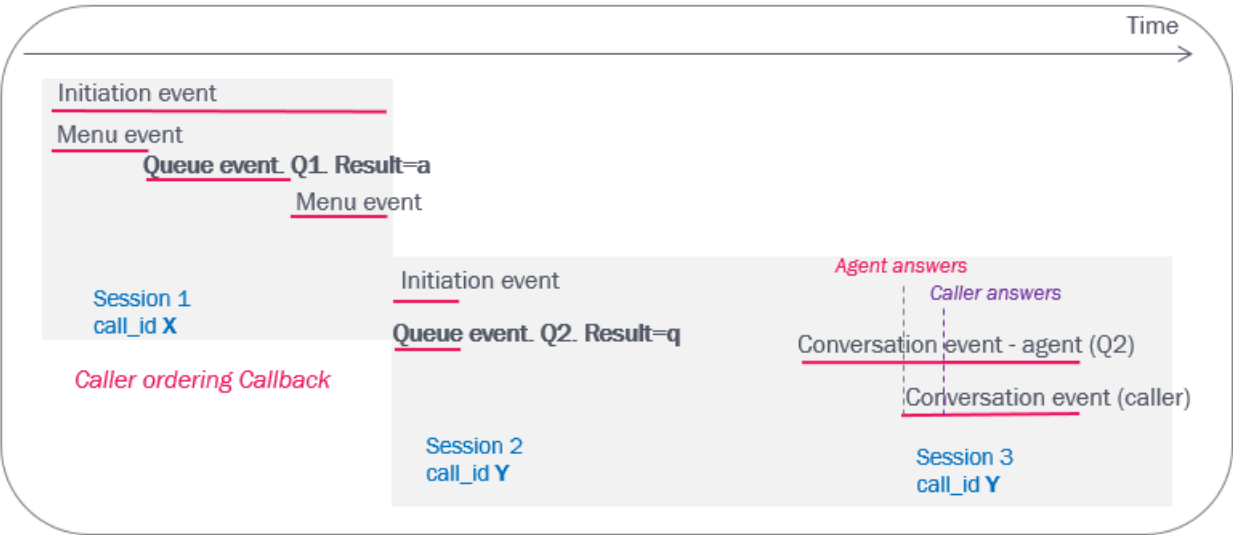 Time
Initiation event
Menu event
Queue event. Q1. Result=a
Menu event
Session 1
call_id X
Caller ordering Callback
Initiation event
Queue event. Q2. Result=q
Session 2
call_id Y
Agent answers
Caller answers
Conversation event - agent (Q2)
Conversation event (caller)
Session 3
call_id Y